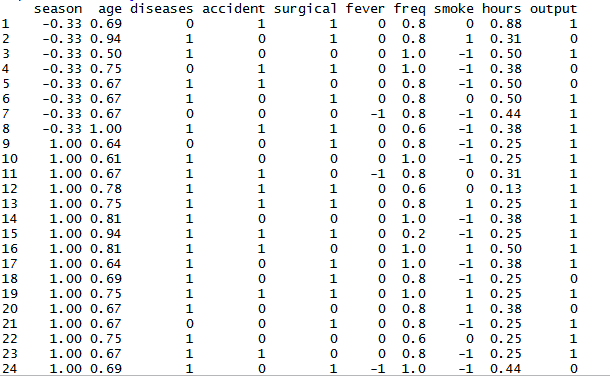 season age diseases accident surgical fever freq smoke hours output
1 -0.33 0.69 0 1 1 0 0.8 0 0.88 1
2 -0.33 0.94 1 0 1 0 0.8 1 0.31 0
3 -0.33 0.50 1 0 0 0 1.0 -1 0.50 1
4 -0.33 0.75 0 1 1 0 1.0 -1 0.38 0
5 -0.33 0.67 1 1 0 0 0.8 -1 0.50 0
6 -0.33 0.67 1 0 1 0 0.8 0 0.50 1
7 -0.33 0.67 0 0 0 -1 0.8 -1 0.44 1
8 -0.33 1.00 1 1 1 0 0.6 -1 0.38 1
9 1.00 0.64 0 0 1 0 0.8 -1 0.25 1
10 1.00 0.61 1 0 0 0 1.0 -1 0.25 1
11 1.00 0.67 1 1 0 -1 0.8 0 0.31 1
12 1.00 0.78 1 1 1 0 0.6 0 0.13 1
13 1.00 0.75 1 1 1 0 0.8 1 0.25 1
14 1.00 0.81 1 0 0 0 1.0 -1 0.38 1
15 1.00 0.94 1 1 1 0 0.2 -1 0.25 1
16 1.00 0.81 1 1 0 0 1.0 1 0.50 1
17 1.00 0.64 1 0 1 0 1.0 -1 0.38 1
18 1.00 0.69 1 0 1 0 0.8 -1 0.25 0
19 1.00 0.75 1 1 1 0 1.0 1 0.25 1
20 1.00 0.67 1 0 0 0 0.8 1 0.38 0
21 1.00 0.67 0 0 1 0 0.8 -1 0.25 1
22 1.00 0.75 1 0 0 0 0.6 0 0.25 1
23 1.00 0.67 1 1 0 0 0.8 -1 0.25 1
24 1.00 0.69 1 0 1 -1 1.0 -1 0.44 0